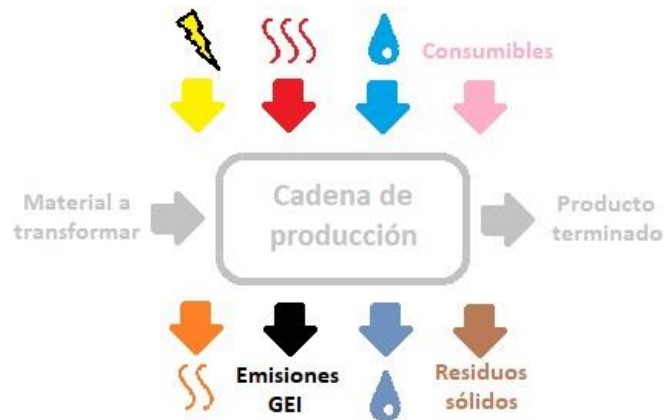 Consumibles
Material a
transformar
Cadena de
producción
Producto
terminado
Emisiones
GEI
Residuos
sólidos